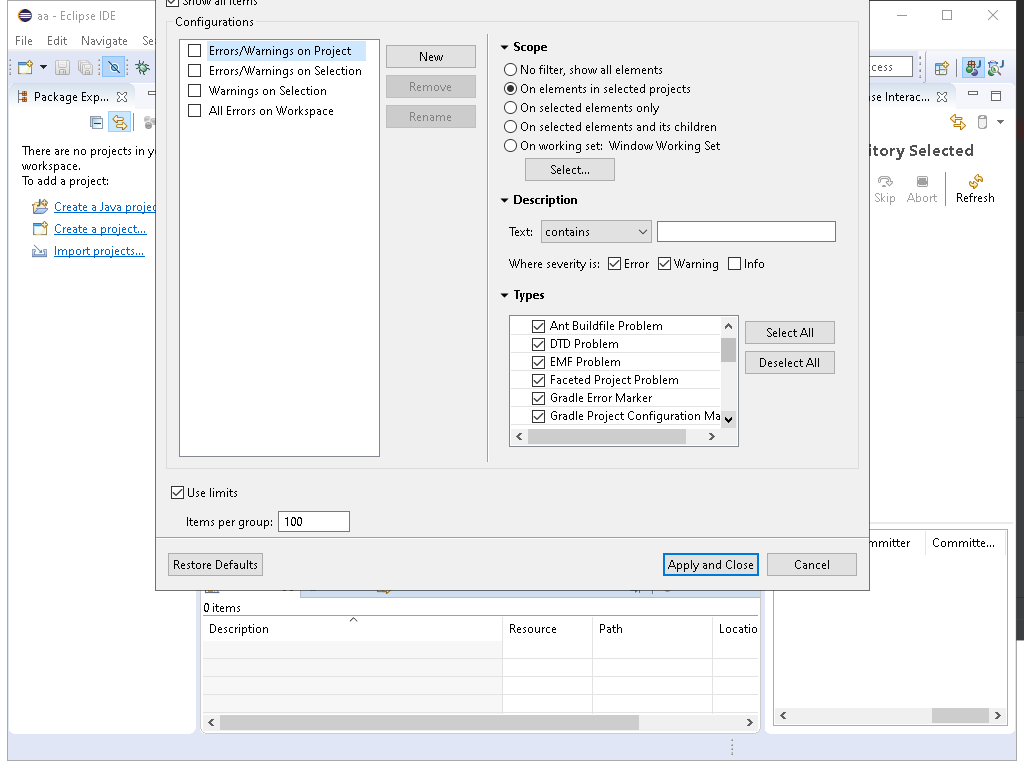 aa - Eclipse IDE
Show all items
File Edit Navigate Se
Configurations
Errors/Warnings on Project
Errors/Warnings on Selection
Warnings on Selection
All Errors on Workspace
New
Remove
Rename
Scope
No filter, show all elements
On elements in selected projects
On selected elements only
On selected elements and its children
On working set: Window Working Set
Select...
Description
Text: contains
Where severity is: Error Warning Info
Types
Ant Buildfile Problem
DTD Problem
EMF Problem
Faceted Project Problem
Gradle Error Marker
Gradle Project Configuration Ma
Select All
Deselect All
Use limits
Items per group: 100
Restore Defaults
Apply and Close
Cancel
Package Exp...
There are no projects in y
workspace.
To add a project:
Create a Java projec
Create a project...
Import projects...
cess
se Interac...
itory Selected
Skip Abort Refresh
mmitter Committe...
0 items
Description Resource Path Locatio